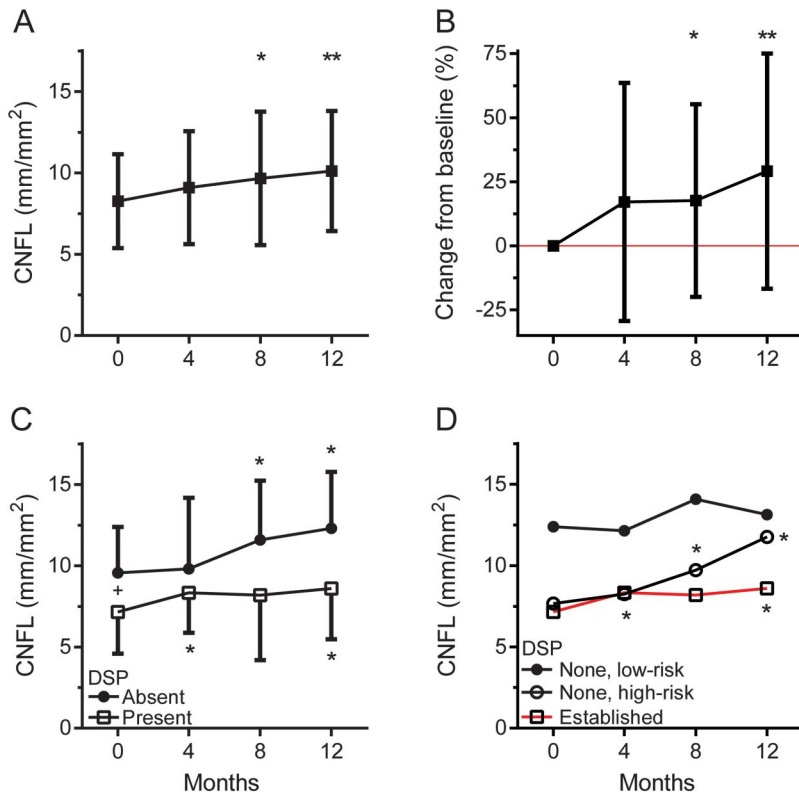 A
CNFL (mm/mm²)
15
10
5
0
* **
0 4 8 12
B
Change from baseline (%)
75
50
25
0
-25
* **
0 4 8 12
C
CNFL (mm/mm²)
15
10
5
0
* *
+
* *
DSP
Absent
Present
0 4 8 12
Months
D
CNFL (mm/mm²)
15
10
5
0
* *
* *
DSP
None, low-risk
None, high-risk
Established
0 4 8 12
Months